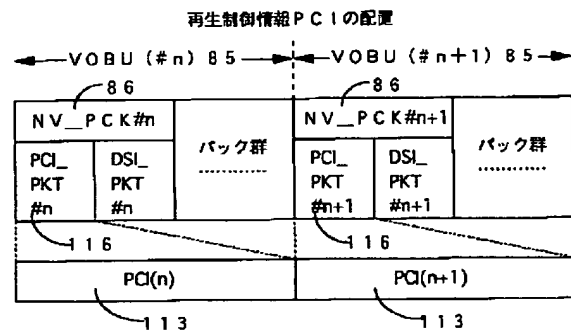 再生制御情報PCIの配置
VOBU(#n)85
VOBU(#n+1)85
86
86
NV_PCK#n
パック群
NV_PCK#n+1
パック群
PCI_
PKT
#n
DSI_
PKT
#n
PCI_
PKT
#n+1
DSI_
PKT
#n+1
116
116
PCI(n)
PCI(n+1)
113
113